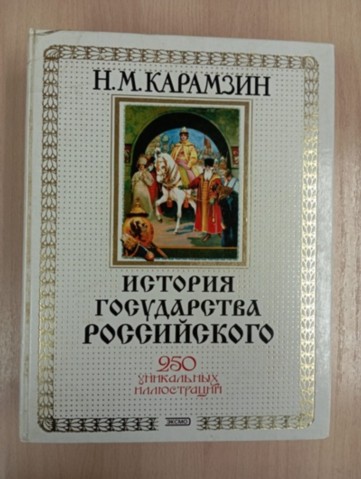 Н.М.КАРАМЗИН
ИСТОРИЯ
ГОСУДАРСТВА
РОССИЙСКОГО
250
УНИКАЛЬНЫХ
ИЛЛЮСТРАЦИЙ
ЭКСМО